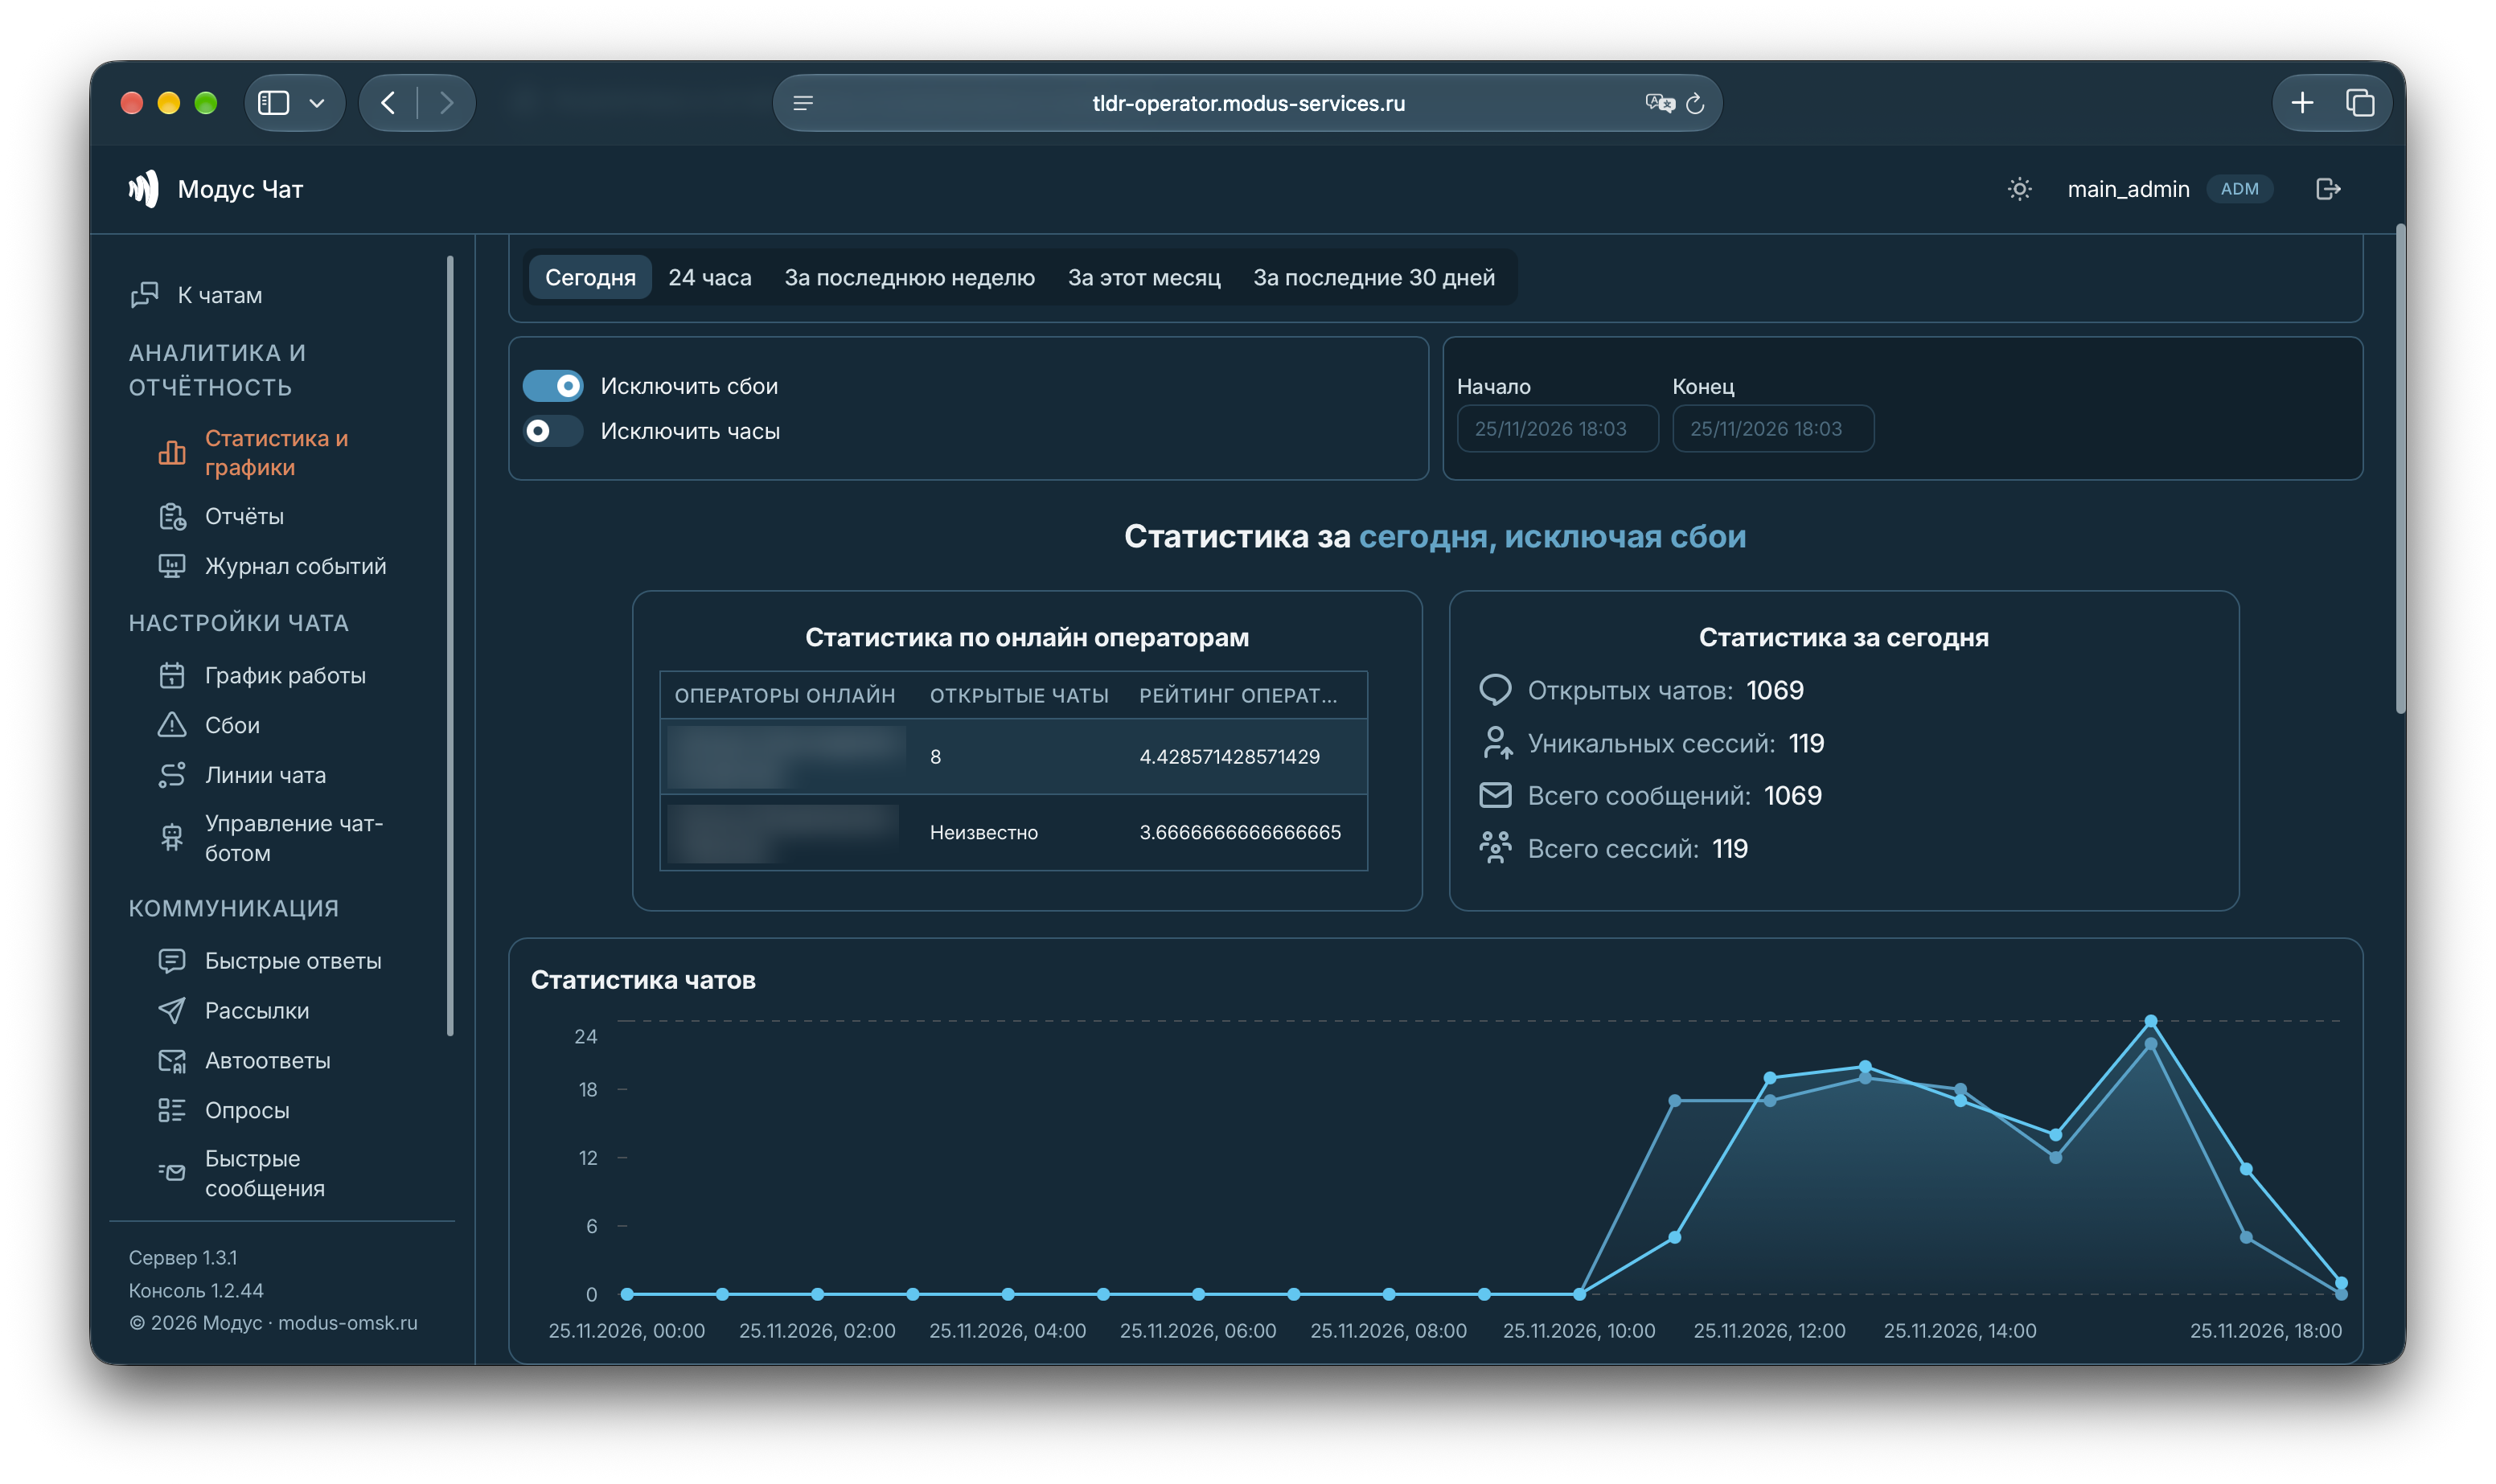 tldr-operator.modus-services.ru
Модус Чат
main_admin
ADM
К чатам
АНАЛИТИКА И
ОТЧЁТНОСТЬ
Статистика и
графики
Отчёты
Журнал событий
НАСТРОЙКИ ЧАТА
График работы
Сбои
Линии чата
Управление чат-
ботом
КОММУНИКАЦИЯ
Быстрые ответы
Рассылки
Автоответы
Опросы
Быстрые
сообщения
Сервер 1.3.1
Консоль 1.2.44
© 2026 Модус · modus-omsk.ru
Сегодня 24 часа За последнюю неделю За этот месяц За последние 30 дней
Исключить сбои
Исключить часы
Начало Конец
25/11/2026 18:03 25/11/2026 18:03
Статистика за сегодня, исключая сбои
Статистика по онлайн операторам
ОПЕРАТОРЫ ОНЛАЙН ОТКРЫТЫЕ ЧАТЫ РЕЙТИНГ ОПЕРАТ...
8 4.428571428571429
Неизвестно 3.6666666666666665
Статистика за сегодня
Открытых чатов: 1069
Уникальных сессий: 119
Всего сообщений: 1069
Всего сессий: 119
Статистика чатов
24
18
12
6
0
25.11.2026, 00:00 25.11.2026, 02:00 25.11.2026, 04:00 25.11.2026, 06:00 25.11.2026, 08:00 25.11.2026, 10:00 25.11.2026, 12:00 25.11.2026, 14:00 25.11.2026, 18:00